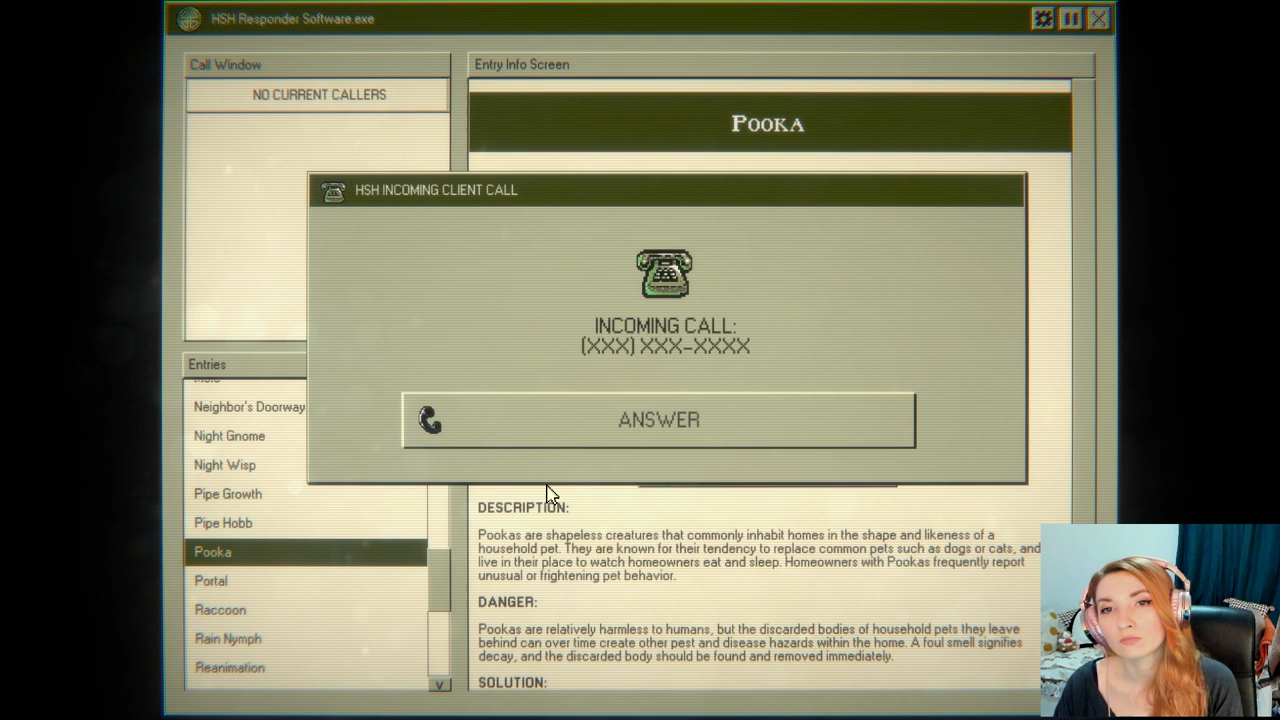 HSH Responder Software.exe
Call Window
NO CURRENT CALLERS
Entry Info Screen
POOKA
HSH INCOMING CLIENT CALL
INCOMING CALL:
(XXX) XXX-XXXX
ANSWER
Entries
Neighbor's Doorway
Night Gnome
Night Wisp
Pipe Growth
Pipe Hobb
Pooka
Portal
Raccoon
Rain Nymph
Reanimation
v
DESCRIPTION:
Pookas are shapeless creatures that commonly inhabit homes in the shape and likeness of a
household pet. They are known for their tendency to replace common pets such as dogs or cats, and
live in their place to watch homeowners eat and sleep. Homeowners with Pookas frequently report
unusual or frightening pet behavior.
DANGER:
Pookas are relatively harmless to humans, but the discarded bodies of household pets they leave
behind can over time create other pest and disease hazards within the home. A foul smell signifies
decay, and the discarded body should be found and removed immediately.
SOLUTION: